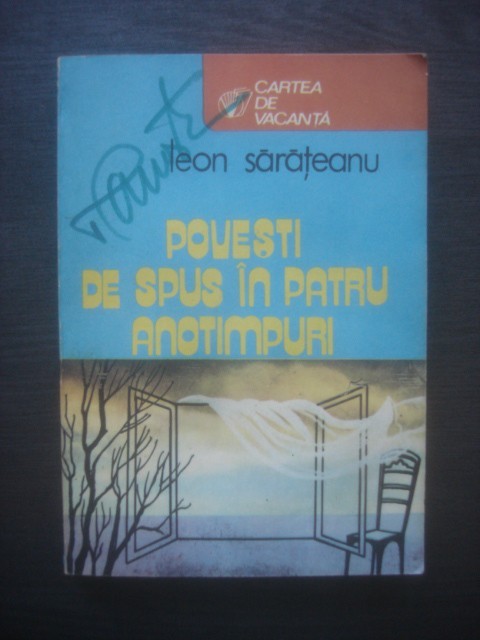 CARTEA
DE
VACANȚĂ
leon sărățeanu
POVEȘTI
DE SPUS ÎN PATRU
ANOTIMPURI